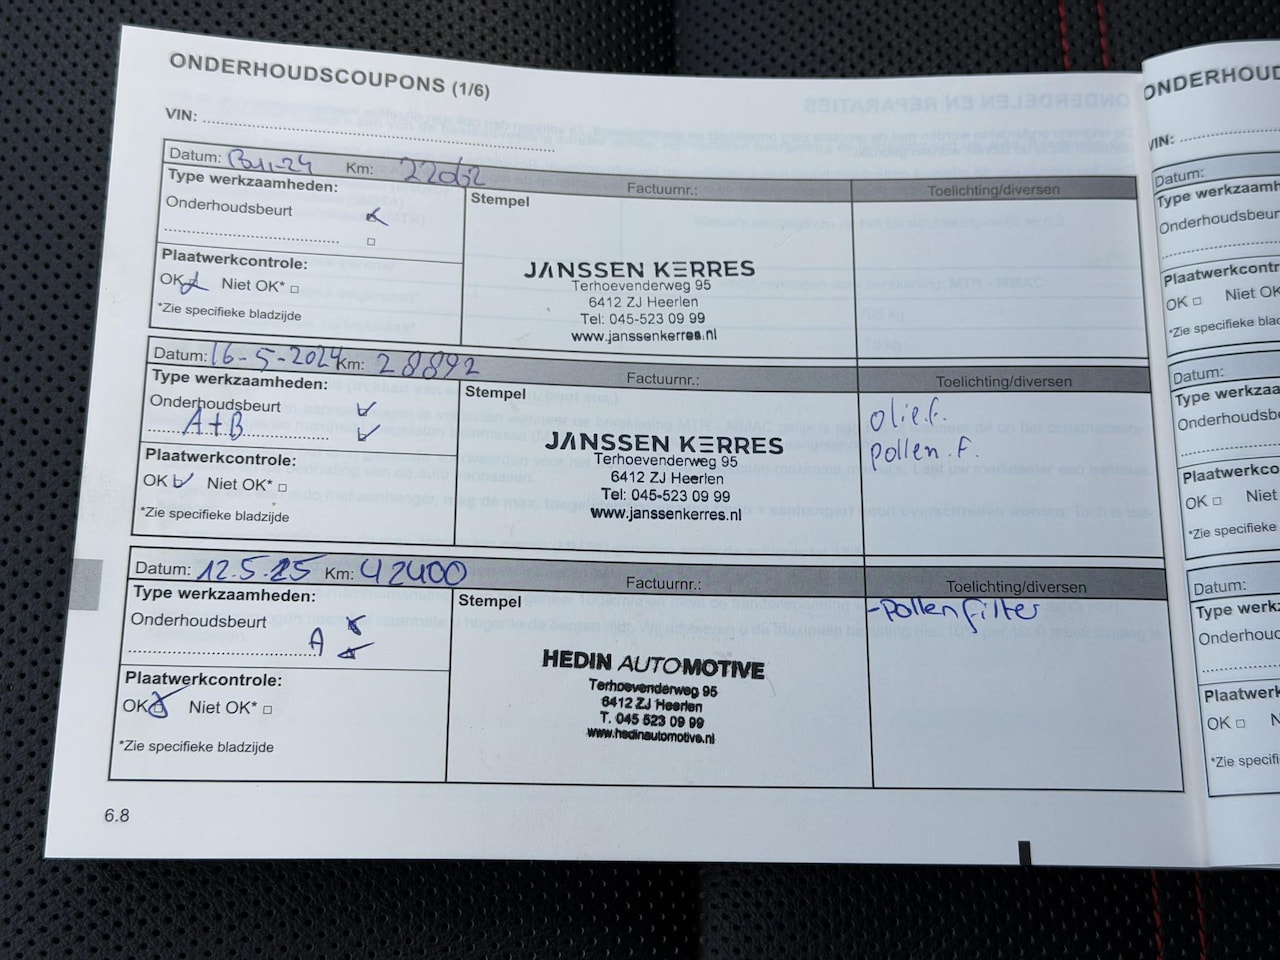 ONDERHOUDSCOUPONS (1/6)
VIN:
Datum: Km: 22062 Factuurnr.: Toelichting/diversen
Type werkzaamheden:
Stempel
Onderhoudsbeurt
Plaatwerkcontrole:
OK Niet OK*
*Zie specifieke bladzijde
JANSSEN KERRES
Terhoevenderweg 95
6412 ZJ Heerlen
Tel: 045-523 09 99
www.janssenkerres.nl
Datum: 16-5-2024 Km: 28892 Factuurnr.: Toelichting/diversen
Type werkzaamheden:
Stempel
Onderhoudsbeurt
A+B
Plaatwerkcontrole:
OK Niet OK*
*Zie specifieke bladzijde
JANSSEN KERRES
Terhoevenderweg 95
6412 ZJ Heerlen
Tel: 045-523 09 99
www.janssenkerres.nl
olie.f.
pollen.f.
Datum: 12.5.25 Km: 42400 Factuurnr.: Toelichting/diversen
Type werkzaamheden:
Stempel
Onderhoudsbeurt
A
Plaatwerkcontrole:
OK Niet OK*
*Zie specifieke bladzijde
HEDIN AUTOMOTIVE
Terhoevenderweg 95
6412 ZJ Heerlen
T. 045 523 09 99
www.hedinautomotive.nl
-pollenfilter
6.8
ONDERHOUD
VIN:
Datum:
Type werkzaamh
Onderhoudsbeur
Plaatwerkcontr
OK Niet OK
*Zie specifieke bladz
Datum:
Type werkzaa
Onderhoudsb
Plaatwerkco
OK Niet
*Zie specifiek
Datum:
Type werkz
Onderhoud
Plaatwerk
OK N
*Zie specifi